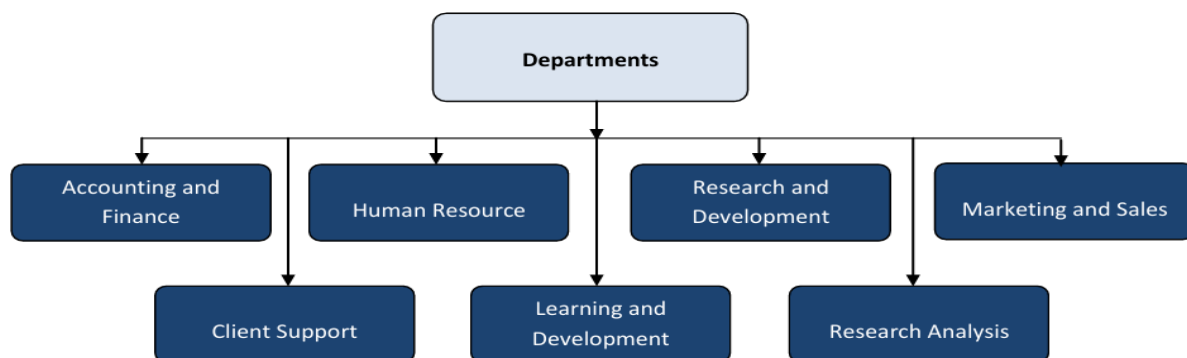 Departments
Accounting and
Finance
Human Resource
Research and
Development
Marketing and Sales
Client Support
Learning and
Development
Research Analysis